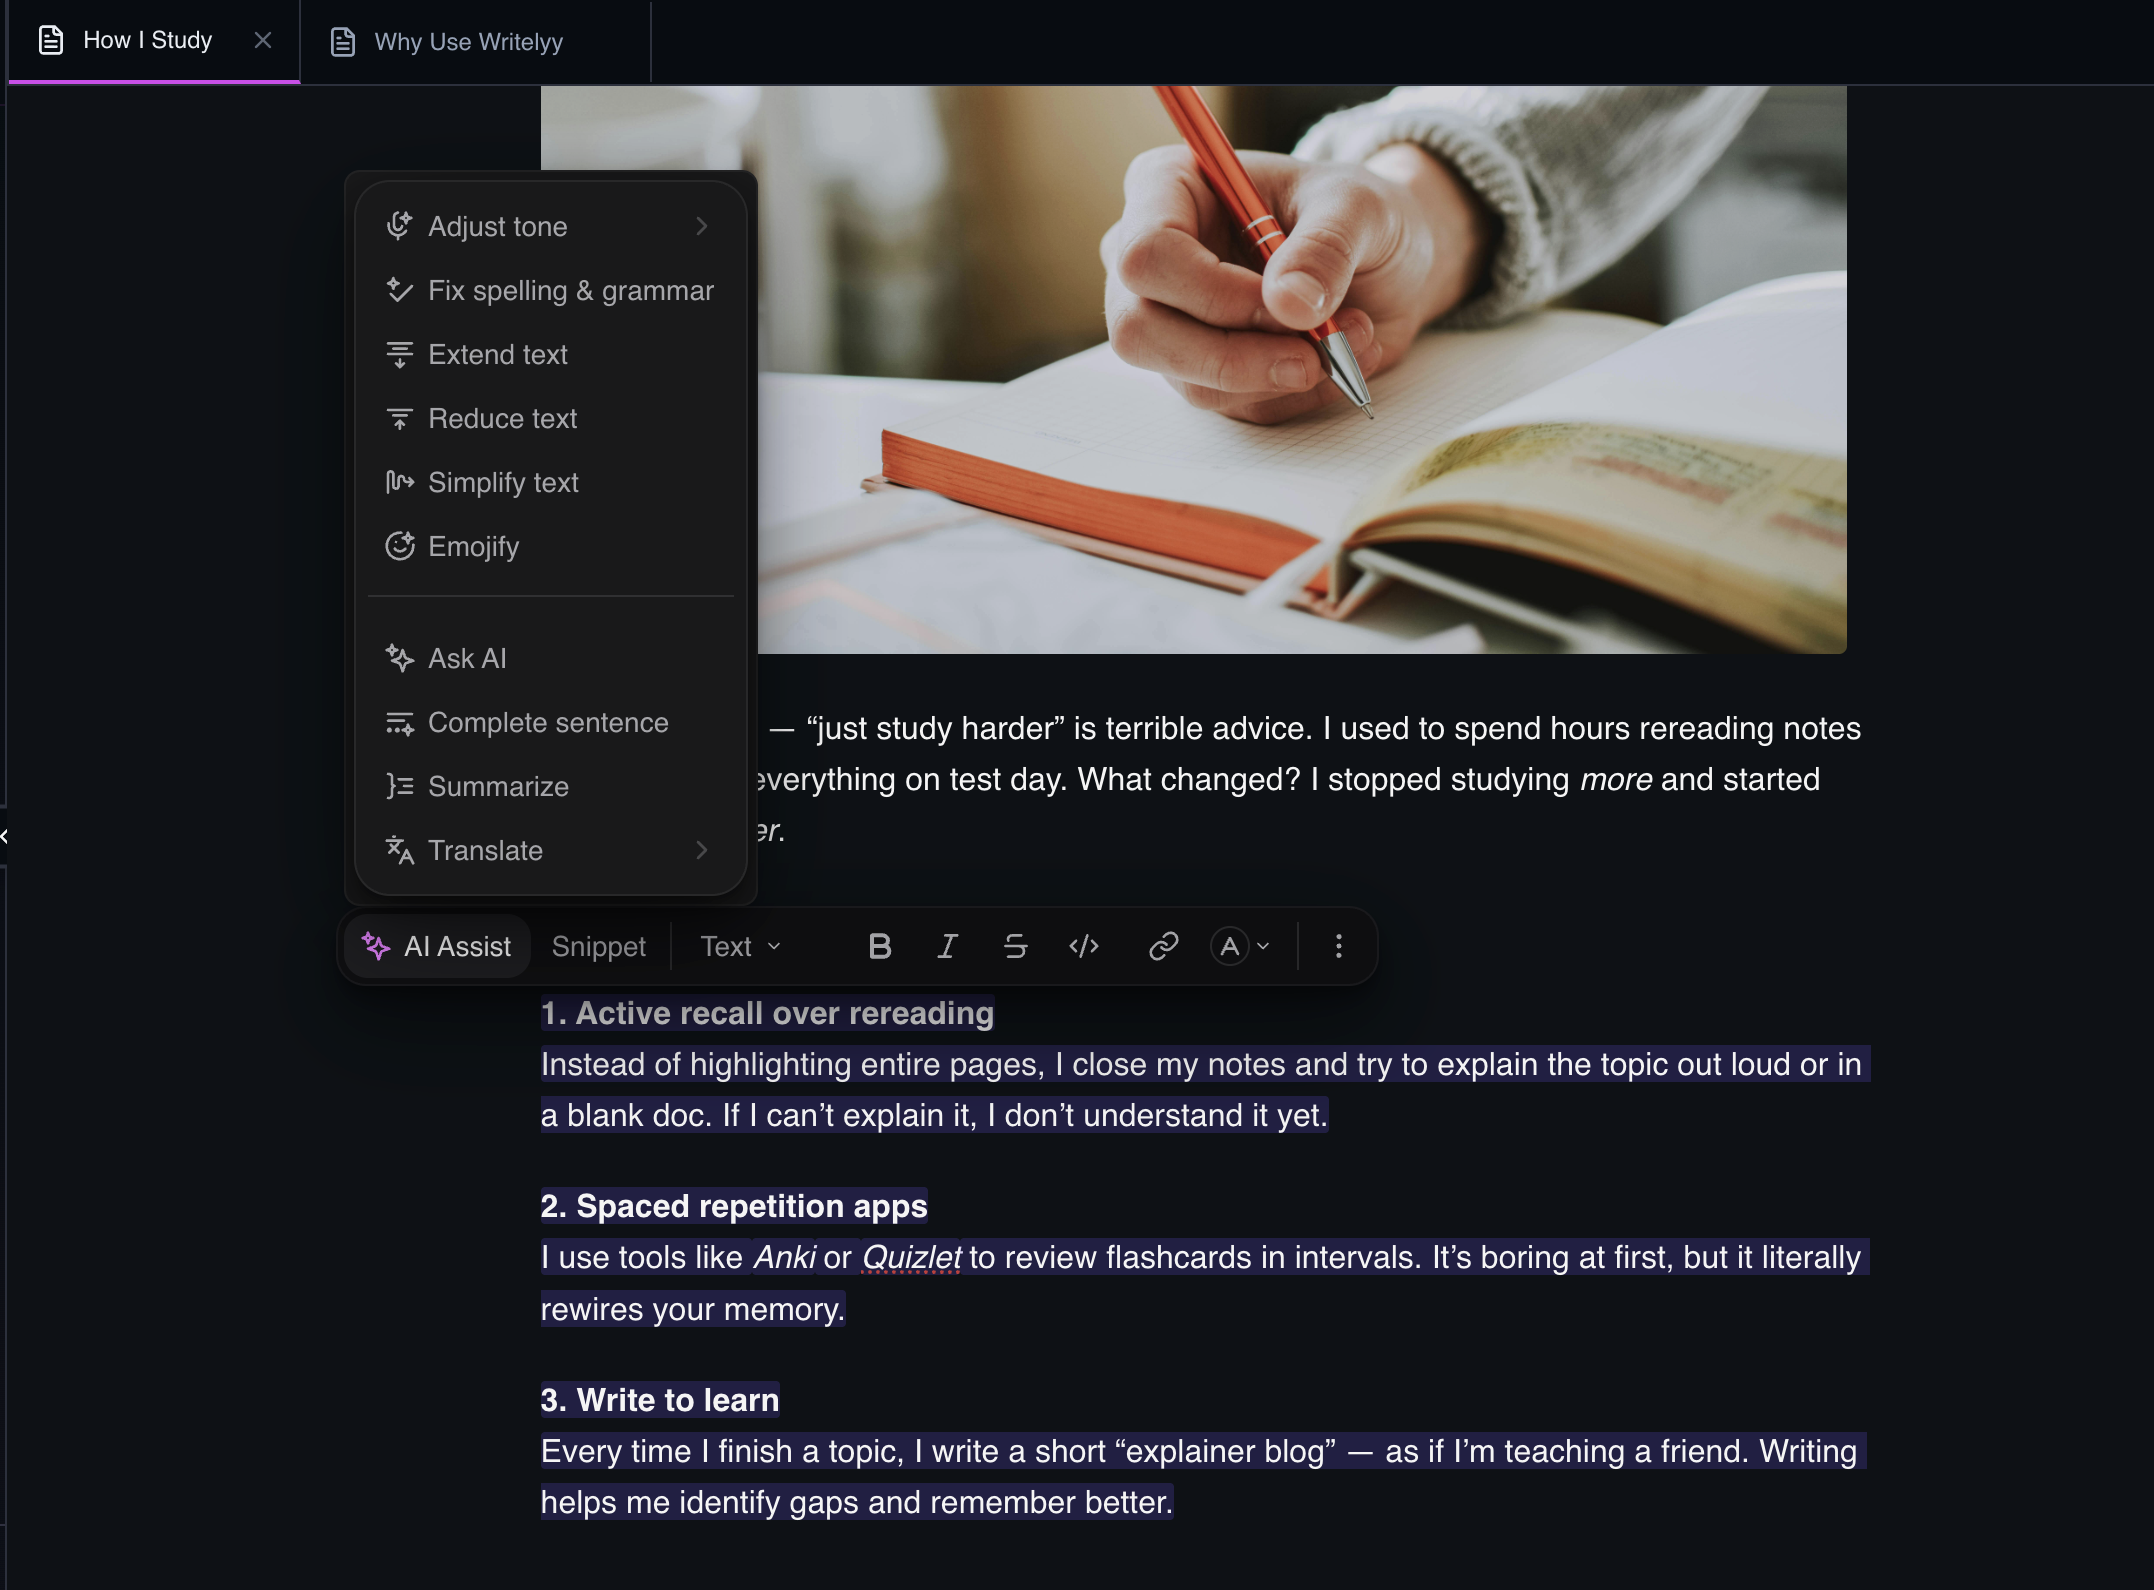 How I Study
Why Use Writelyy
Adjust tone
Fix spelling & grammar
Extend text
Reduce text
Simplify text
Emojify
Ask AI
Complete sentence
Summarize
Translate
— “just study harder” is terrible advice. I used to spend hours rereading notes
everything on test day. What changed? I stopped studying more and started
er.
AI Assist Snippet Text B I S </> A
1. Active recall over rereading
Instead of highlighting entire pages, I close my notes and try to explain the topic out loud or in
a blank doc. If I can’t explain it, I don’t understand it yet.
2. Spaced repetition apps
I use tools like Anki or Quizlet to review flashcards in intervals. It’s boring at first, but it literally
rewires your memory.
3. Write to learn
Every time I finish a topic, I write a short “explainer blog” — as if I’m teaching a friend. Writing
helps me identify gaps and remember better.